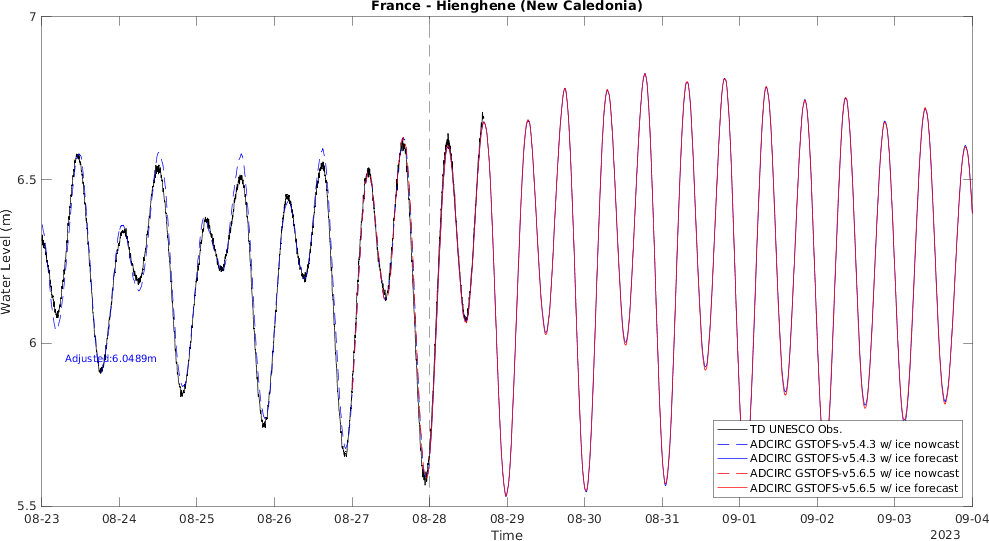 France - Hienghene (New Caledonia)
7
6.5
6
5.5
Water Level (m)
Adjusted:6.0489m
TD UNESCO Obs.
ADCIRC GSTOFS-v5.4.3 w/ ice nowcast
ADCIRC GSTOFS-v5.4.3 w/ ice forecast
ADCIRC GSTOFS-v5.6.5 w/ ice nowcast
ADCIRC GSTOFS-v5.6.5 w/ ice forecast
08-23 08-24 08-25 08-26 08-27 08-28 08-29 08-30 08-31 09-01 09-02 09-03 09-04
Time
2023